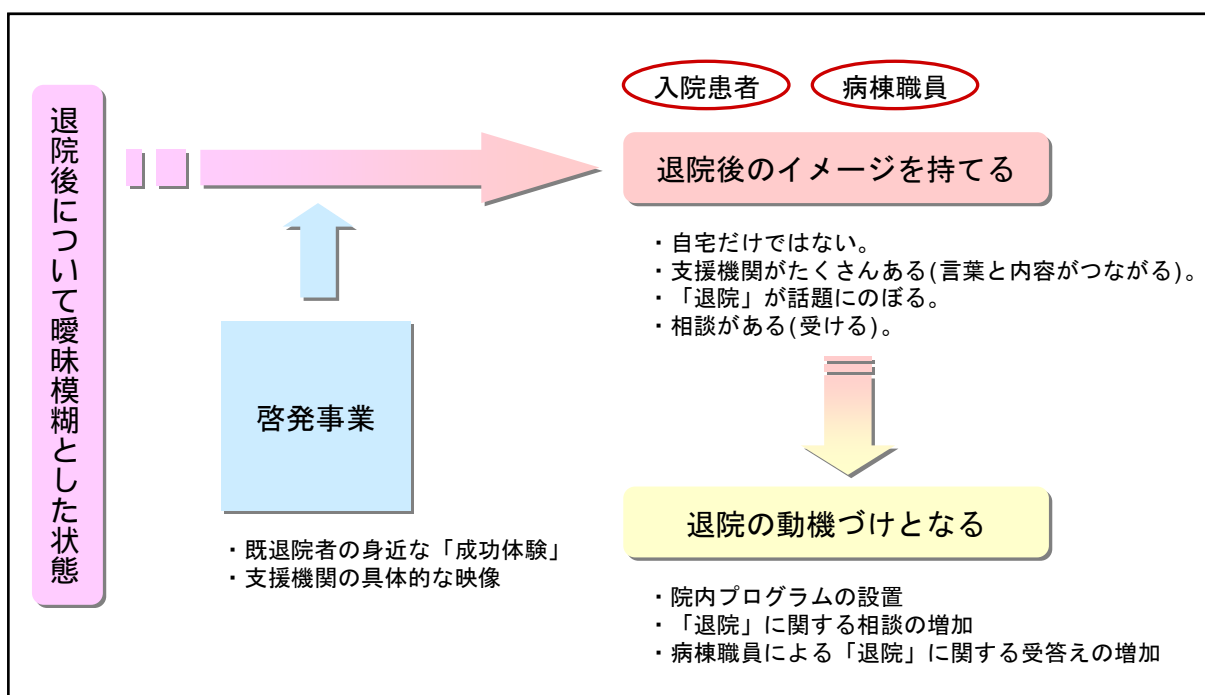 退院後について曖昧模糊とした状態
入院患者
病棟職員
退院後のイメージを持てる
・自宅だけではない。
・支援機関がたくさんある(言葉と内容がつながる)。
・「退院」が話題にのぼる。
・相談がある(受ける)。
啓発事業
・既退院者の身近な「成功体験」
・支援機関の具体的な映像
退院の動機づけとなる
・院内プログラムの設置
・「退院」に関する相談の増加
・病棟職員による「退院」に関する受答えの増加